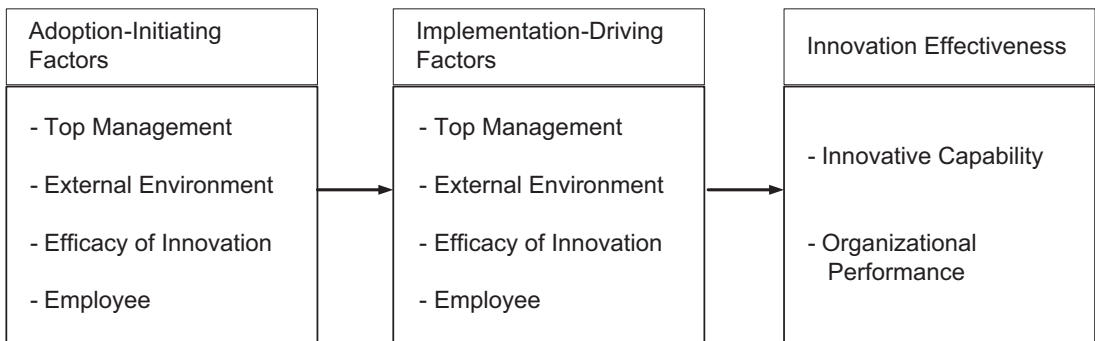 Adoption-Initiating
Factors
- Top Management
- External Environment
- Efficacy of Innovation
- Employee
Implementation-Driving
Factors
- Top Management
- External Environment
- Efficacy of Innovation
- Employee
Innovation Effectiveness
- Innovative Capability
- Organizational
Performance